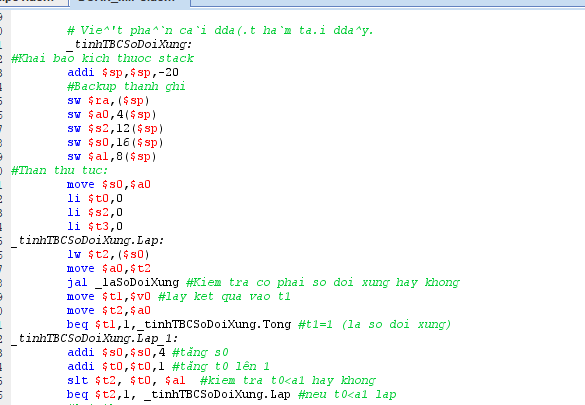 # Vie^'t pha^`n ca`i dda(.t ha`m ta.i dda^y.
_tinhTBCSoDoiXung:
#Khai bao kich thuoc stack
addi $sp,$sp,-20
#Backup thanh ghi
sw $ra,($sp)
sw $a0,4($sp)
sw $s2,12($sp)
sw $s0,16($sp)
sw $a1,8($sp)
#Than thu tuc:
move $s0,$a0
li $t0,0
li $s2,0
li $t3,0
_tinhTBCSoDoiXung.Lap:
lw $t2,($s0)
move $a0,$t2
jal _laSoDoiXung #Kiem tra co phai so doi xung hay khong
move $t1,$v0 #lay ket qua vao t1
move $t2,$a0
beq $t1,1,_tinhTBCSoDoiXung.Tong #t1=1 (la so doi xung)
_tinhTBCSoDoiXung.Lap_1:
addi $s0,$s0,4 #tăng s0
addi $t0,$t0,1 #tăng t0 lên 1
slt $t2, $t0, $a1 #kiem tra t0<a1 hay khong
beq $t2,1, _tinhTBCSoDoiXung.Lap #neu t0<a1 lap